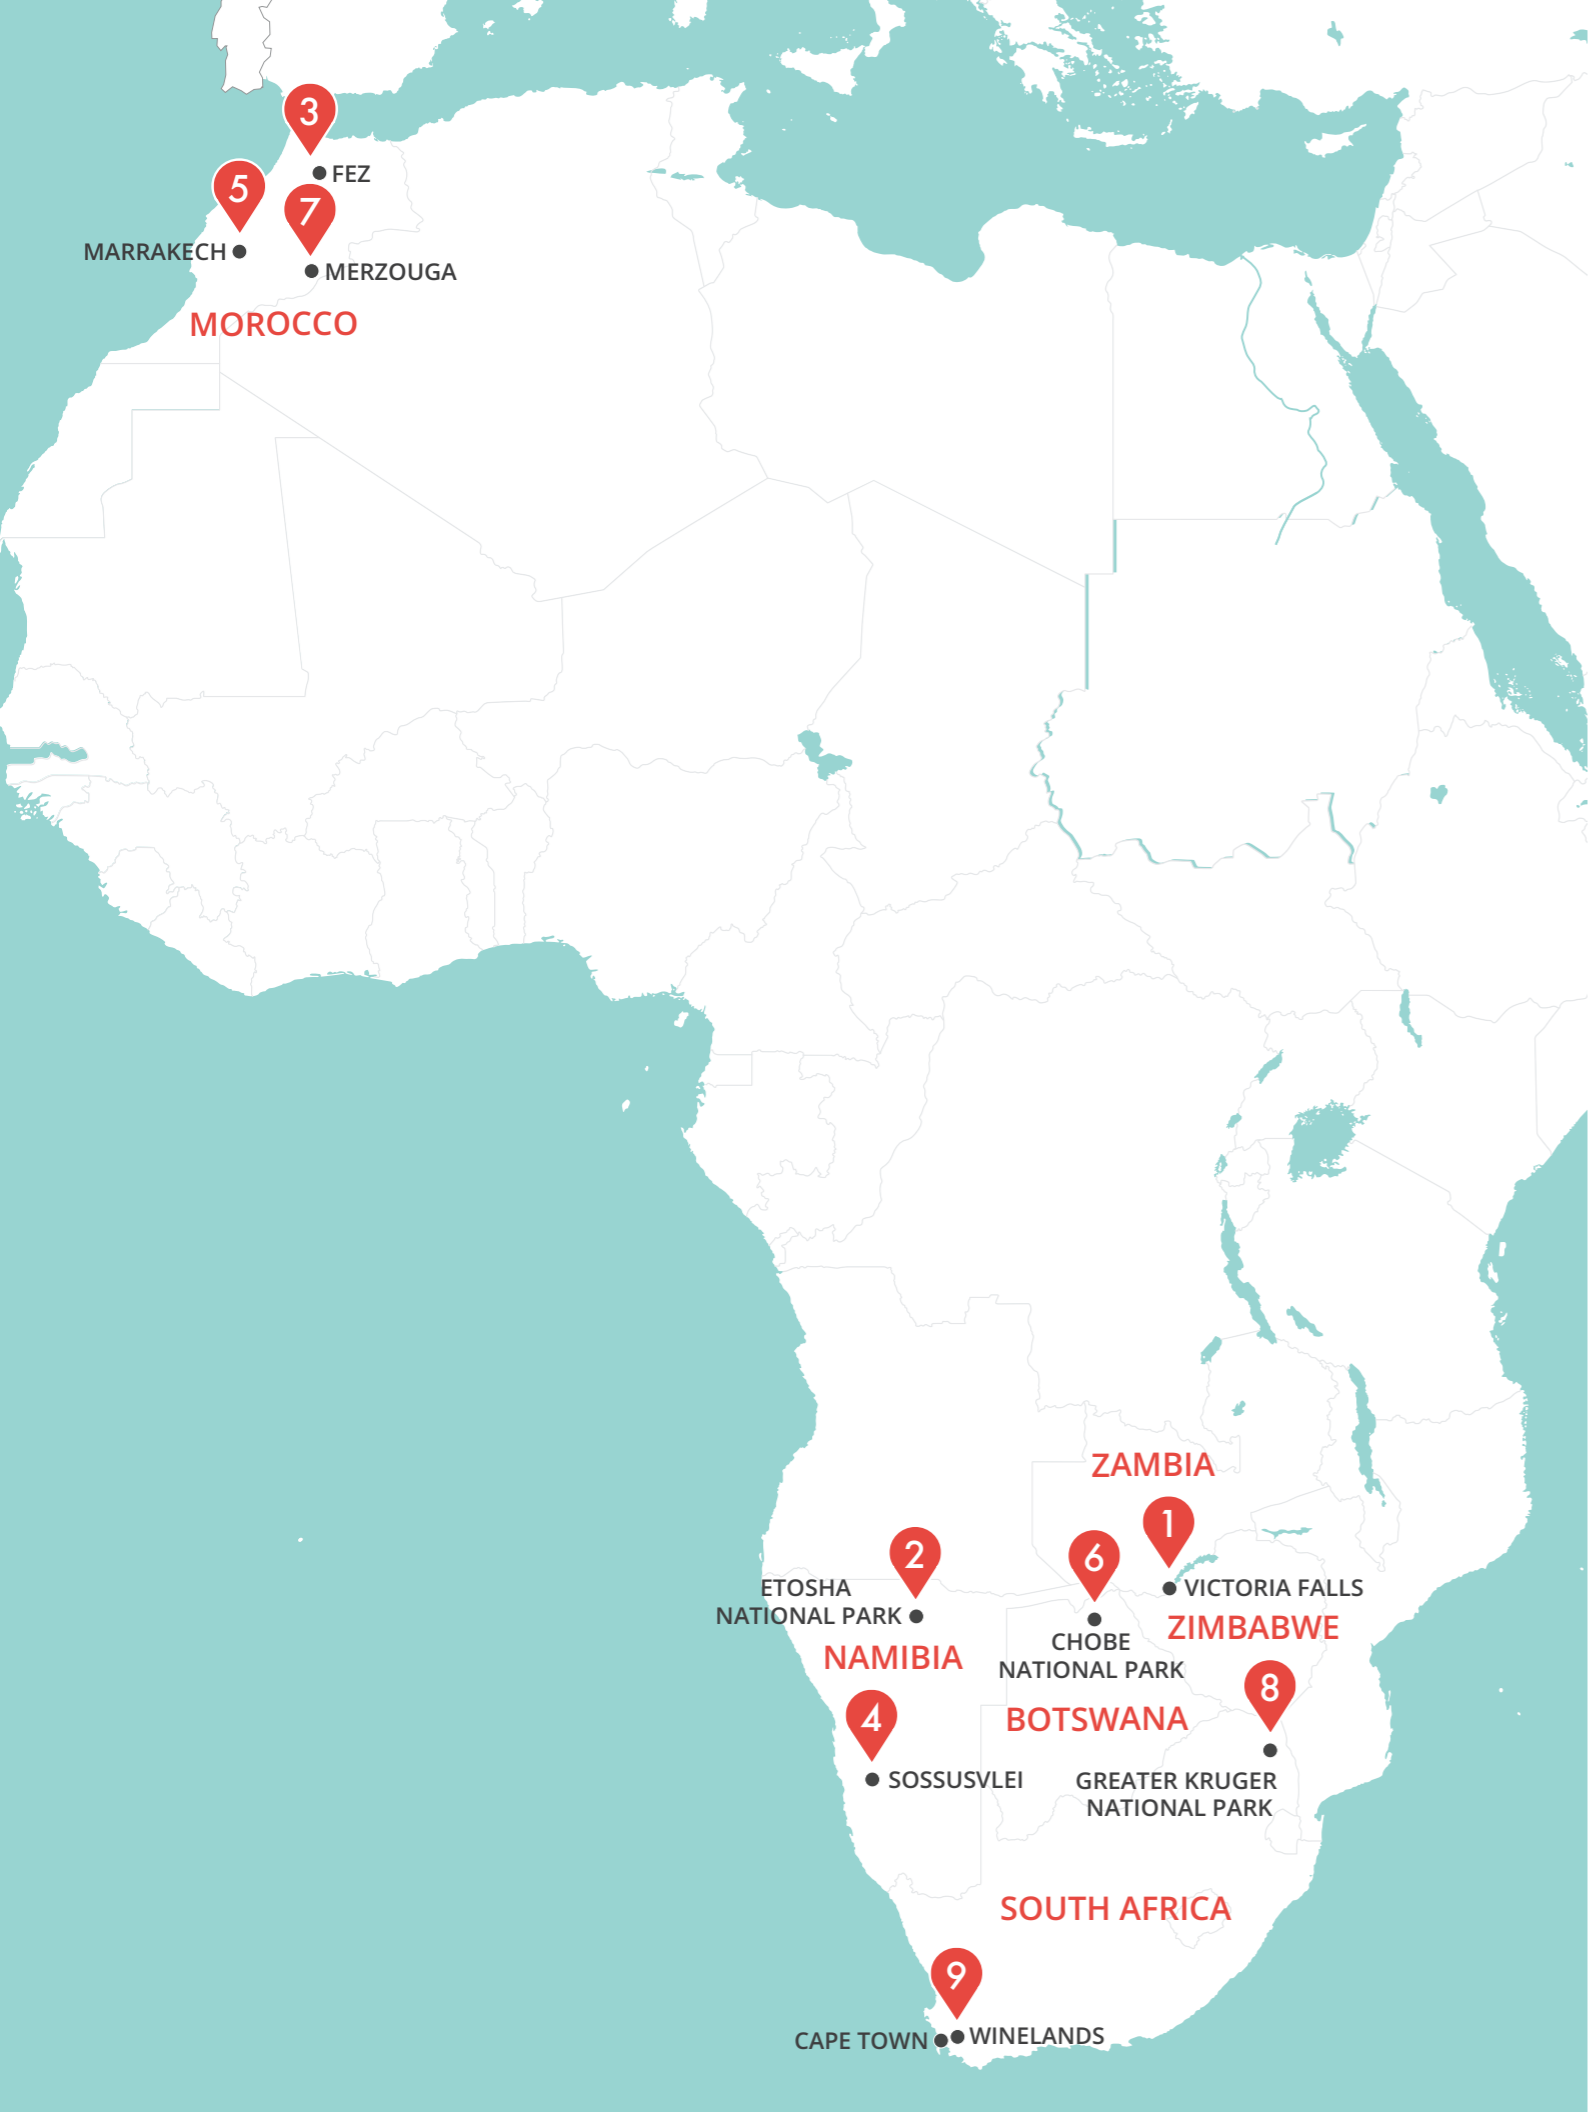 3
FEZ
5
7
MARRAKECH
MERZOUGA
MOROCCO
ZAMBIA
1
2
6
ETOSHA
NATIONAL PARK
VICTORIA FALLS
CHOBE
NATIONAL PARK
ZIMBABWE
NAMIBIA
8
4
BOTSWANA
SOSSUSVLEI
GREATER KRUGER
NATIONAL PARK
SOUTH AFRICA
9
CAPE TOWN
WINELANDS